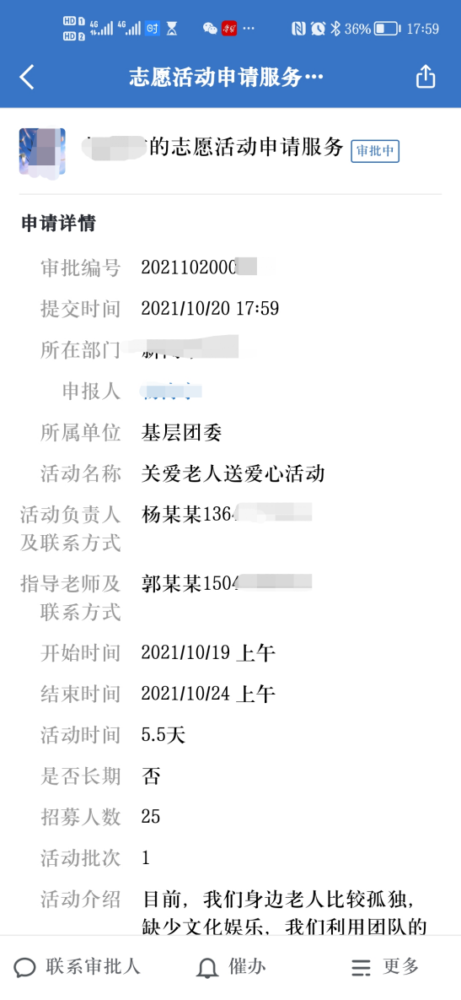 HD 1 4G 4G 36% 17:59
HD 2
志愿活动申请服务···
的志愿活动申请服务 审批中
申请详情
审批编号 2021102000
提交时间 2021/10/20 17:59
所在部门
申报人
所属单位 基层团委
活动名称 关爱老人送爱心活动
活动负责人 杨某某136
及联系方式
指导老师及 郭某某1504
联系方式
开始时间 2021/10/19 上午
结束时间 2021/10/24 上午
活动时间 5.5天
是否长期 否
招募人数 25
活动批次 1
活动介绍 目前，我们身边老人比较孤独，
缺少文化娱乐，我们利用团队的
联系审批人 催办 更多